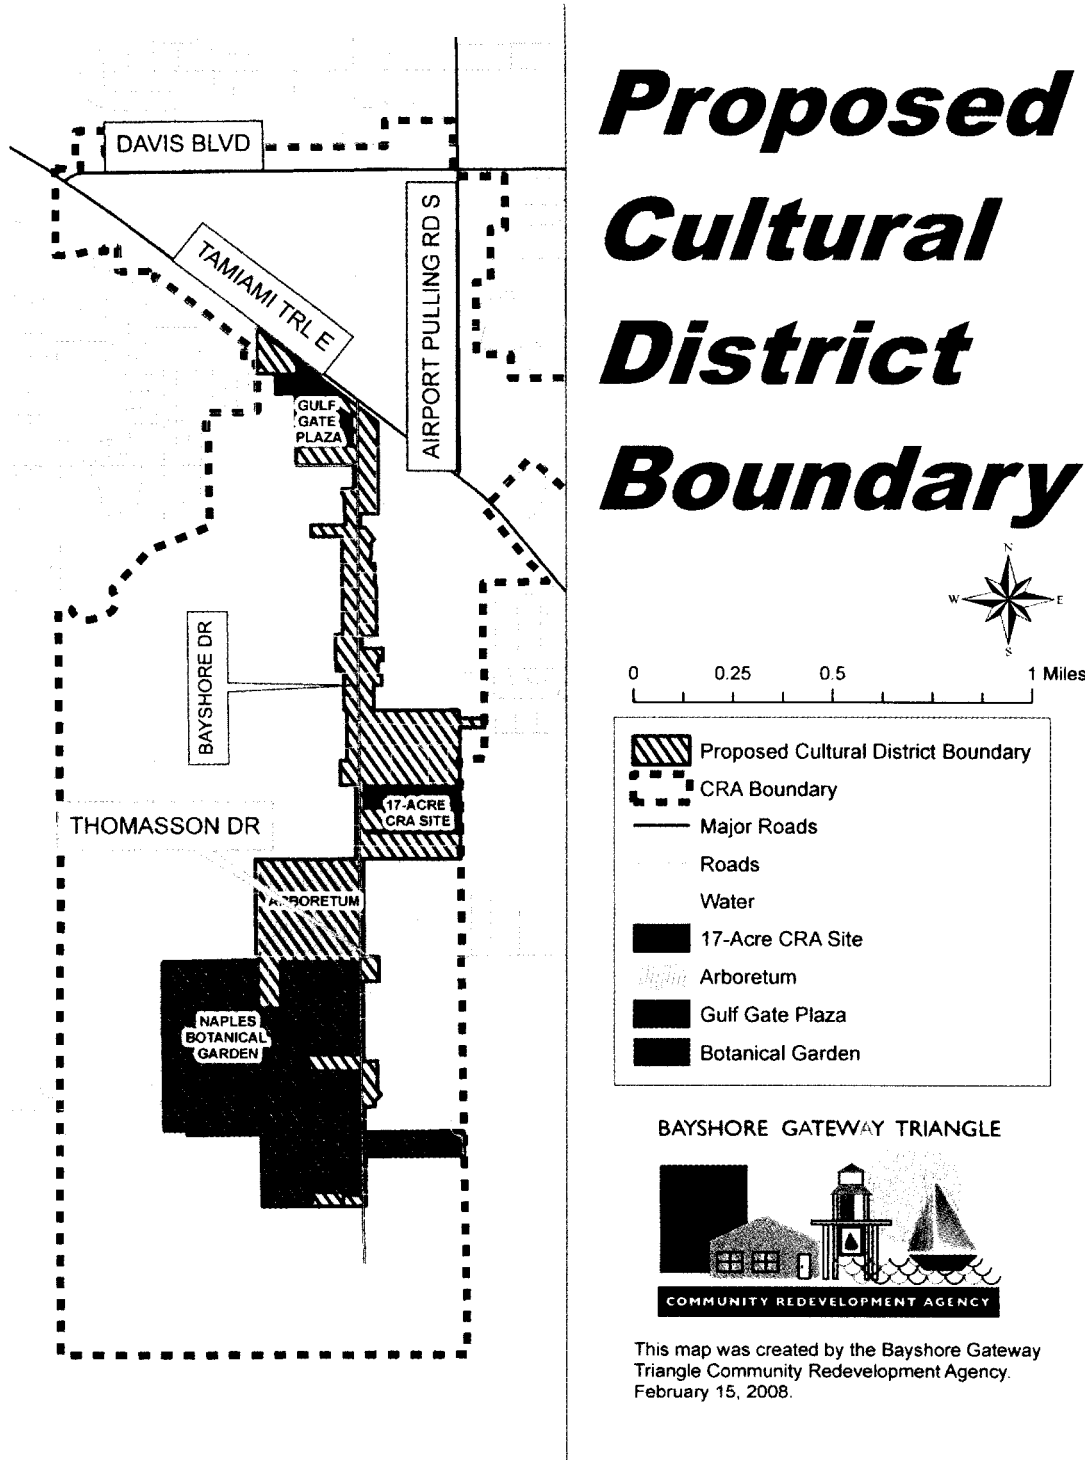 Proposed
Cultural
District
Boundary
DAVIS BLVD
TAMIAMI TRL E
AIRPORT PULLING RD S
GULF
GATE
PLAZA
BAYSHORE DR
17-ACRE
CRA SITE
THOMASSON DR
ARBORETUM
NAPLES
BOTANICAL
GARDEN
N
W E
S
0 0.25 0.5 1 Miles
Proposed Cultural District Boundary
CRA Boundary
Major Roads
Roads
Water
17-Acre CRA Site
Arboretum
Gulf Gate Plaza
Botanical Garden
BAYSHORE GATEWAY TRIANGLE
COMMUNITY REDEVELOPMENT AGENCY
This map was created by the Bayshore Gateway
Triangle Community Redevelopment Agency.
February 15, 2008.